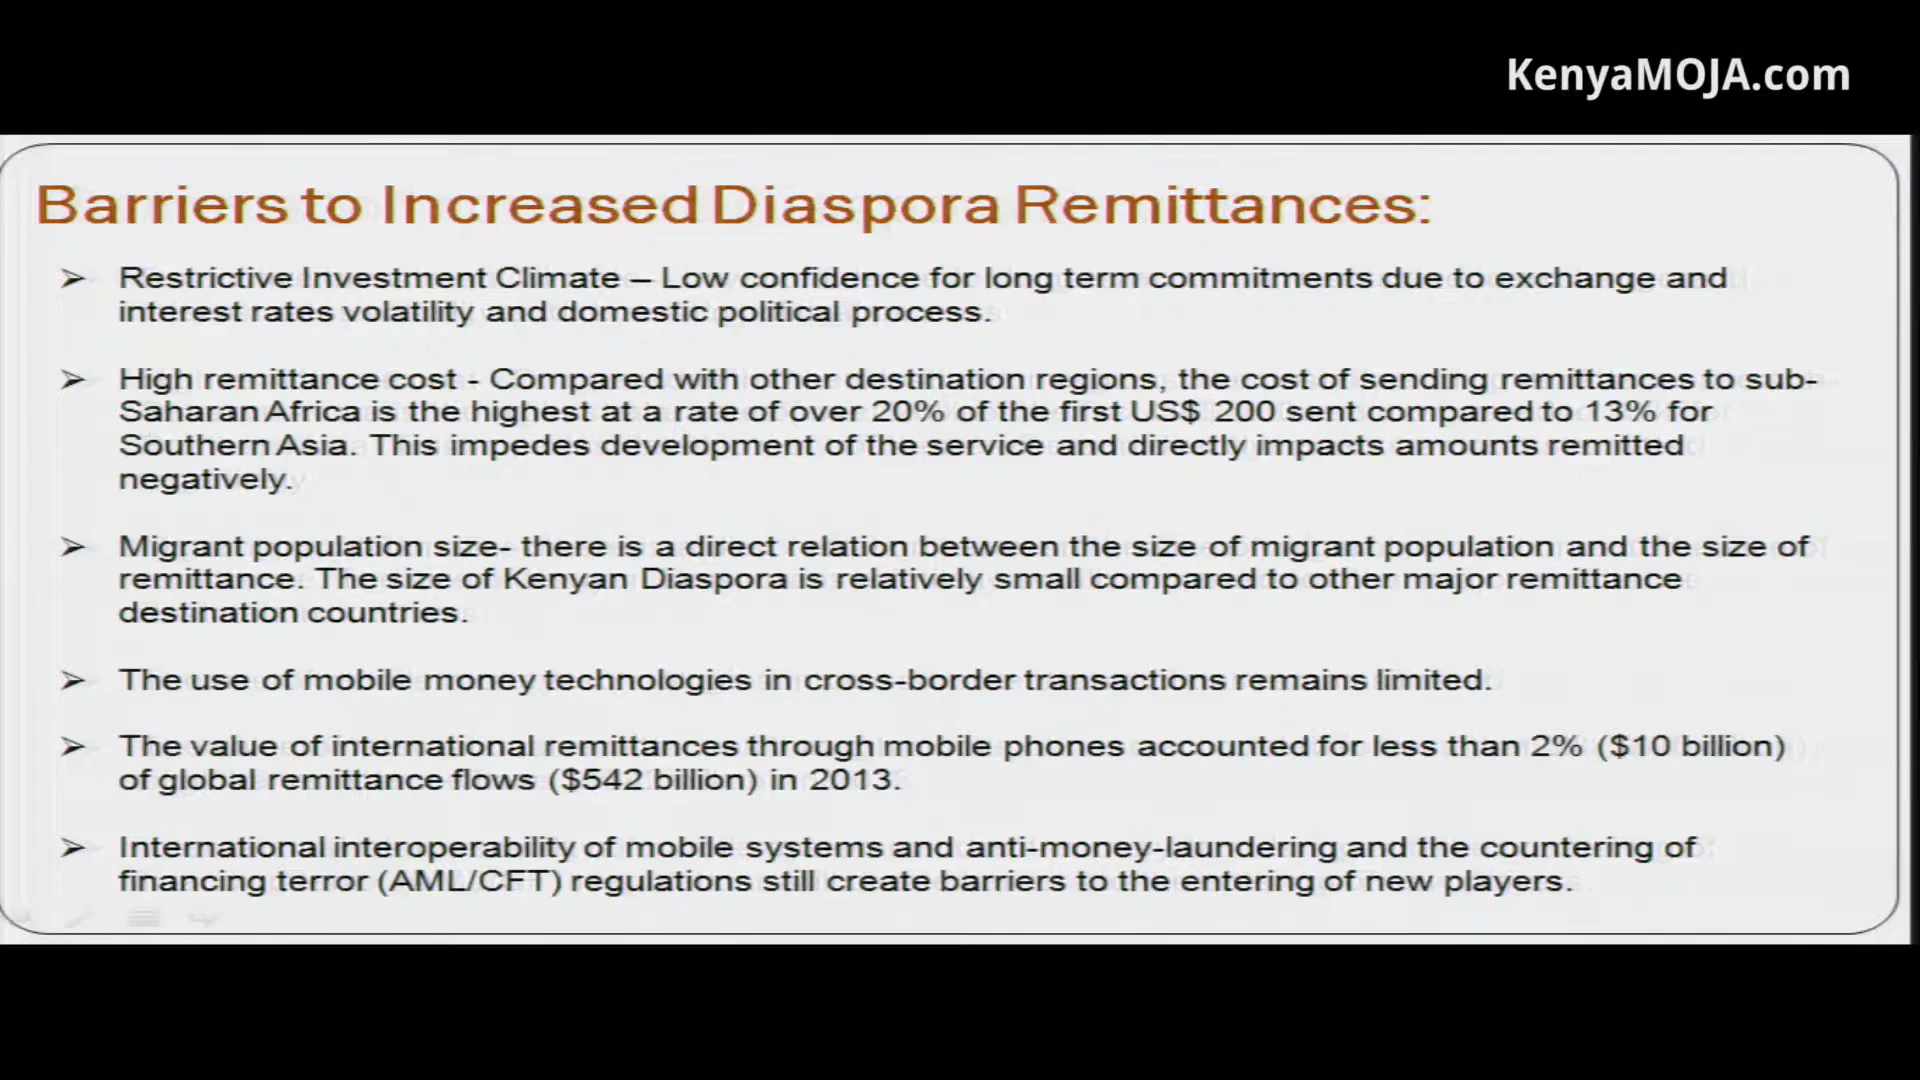 KenyaMOJA.com
Barriers to Increased Diaspora Remittances:
➢ Restrictive Investment Climate – Low confidence for long term commitments due to exchange and
interest rates volatility and domestic political process.
➢ High remittance cost - Compared with other destination regions, the cost of sending remittances to sub-
Saharan Africa is the highest at a rate of over 20% of the first US$ 200 sent compared to 13% for
Southern Asia. This impedes development of the service and directly impacts amounts remitted
negatively.
➢ Migrant population size- there is a direct relation between the size of migrant population and the size of
remittance. The size of Kenyan Diaspora is relatively small compared to other major remittance
destination countries.
➢ The use of mobile money technologies in cross-border transactions remains limited.
➢ The value of international remittances through mobile phones accounted for less than 2% ($10 billion)
of global remittance flows ($542 billion) in 2013.
➢ International interoperability of mobile systems and anti-money-laundering and the countering of
financing terror (AML/CFT) regulations still create barriers to the entering of new players.